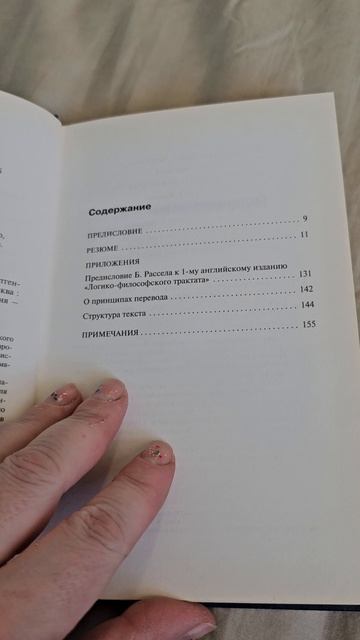 Содержание
ПРЕДИСЛОВИЕ 9
РЕЗЮМЕ 11
ПРИЛОЖЕНИЯ
Предисловие Б. Рассела к 1-му английскому изданию
«Логико-философского трактата» 131
О принципах перевода 142
Структура текста 144
ПРИМЕЧАНИЯ 155